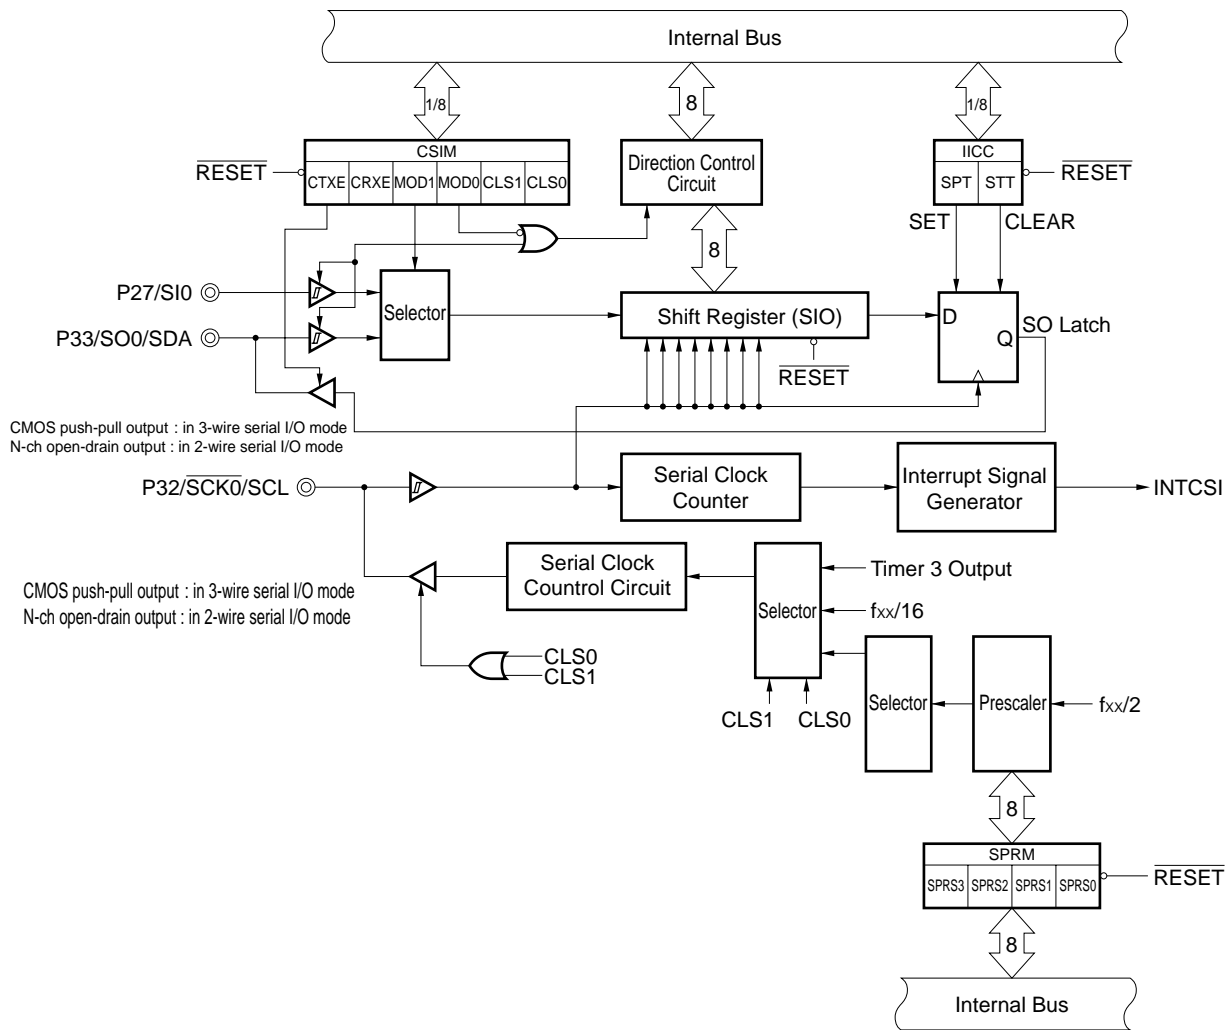 Internal Bus
1/8
8
1/8
CSIM
CTXE CRXE MOD1 MOD0 CLS1 CLS0
RESET
Direction Control
Circuit
IICC
SPT STT
RESET
SET
CLEAR
8
P27/SI0
P33/SO0/SDA
Selector
Shift Register (SIO)
RESET
D
Q
SO Latch
CMOS push-pull output : in 3-wire serial I/O mode
N-ch open-drain output : in 2-wire serial I/O mode
P32/SCK0/SCL
Serial Clock
Counter
Interrupt Signal
Generator
INTCSI
Serial Clock
Countrol Circuit
Selector
Timer 3 Output
fxx/16
CMOS push-pull output : in 3-wire serial I/O mode
N-ch open-drain output : in 2-wire serial I/O mode
CLS0
CLS1
CLS1
CLS0
Selector
Prescaler
fxx/2
8
SPRM
SPRS3 SPRS2 SPRS1 SPRS0
RESET
8
Internal Bus